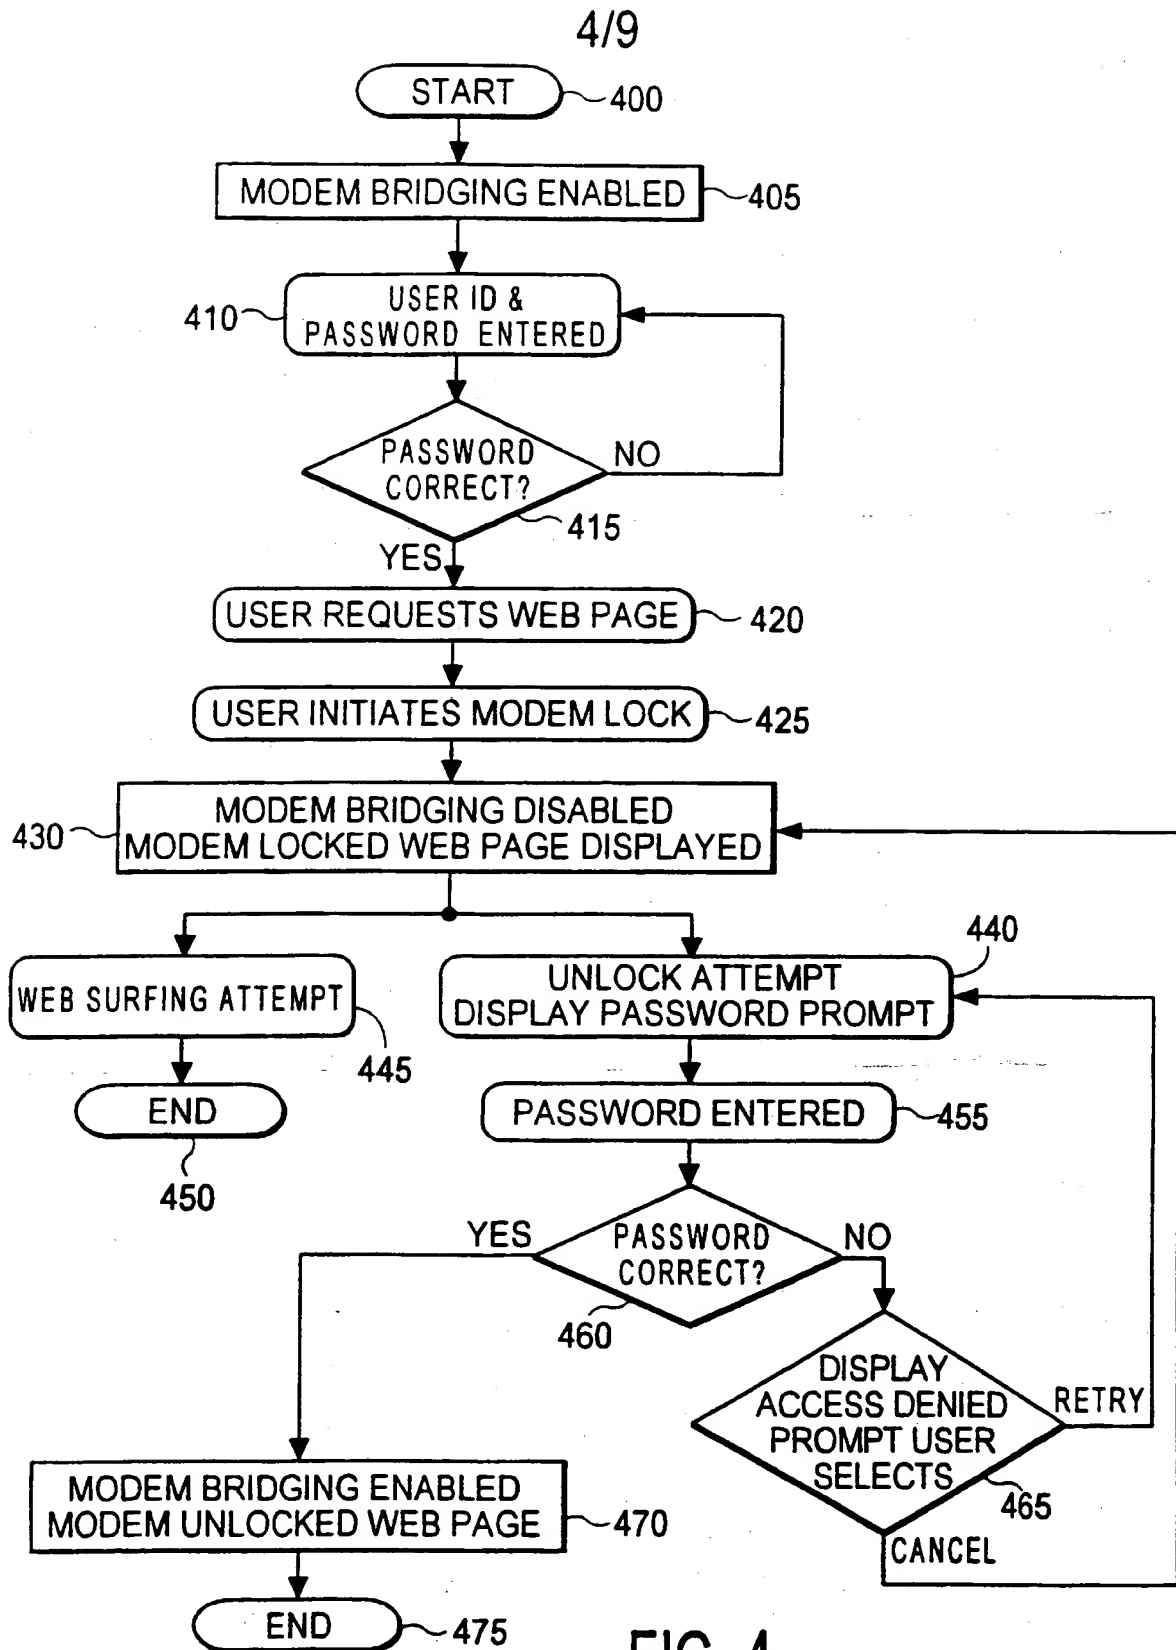 4/9
START
400
MODEM BRIDGING ENABLED
405
410
USER ID &
PASSWORD ENTERED
PASSWORD
CORRECT?
NO
415
YES
USER REQUESTS WEB PAGE
420
USER INITIATES MODEM LOCK
425
430
MODEM BRIDGING DISABLED
MODEM LOCKED WEB PAGE DISPLAYED
440
WEB SURFING ATTEMPT
445
UNLOCK ATTEMPT
DISPLAY PASSWORD PROMPT
END
450
PASSWORD ENTERED
455
YES
PASSWORD
CORRECT?
NO
460
DISPLAY
ACCESS DENIED
PROMPT USER
SELECTS
RETRY
465
CANCEL
MODEM BRIDGING ENABLED
MODEM UNLOCKED WEB PAGE
470
END
475
FIG. 4